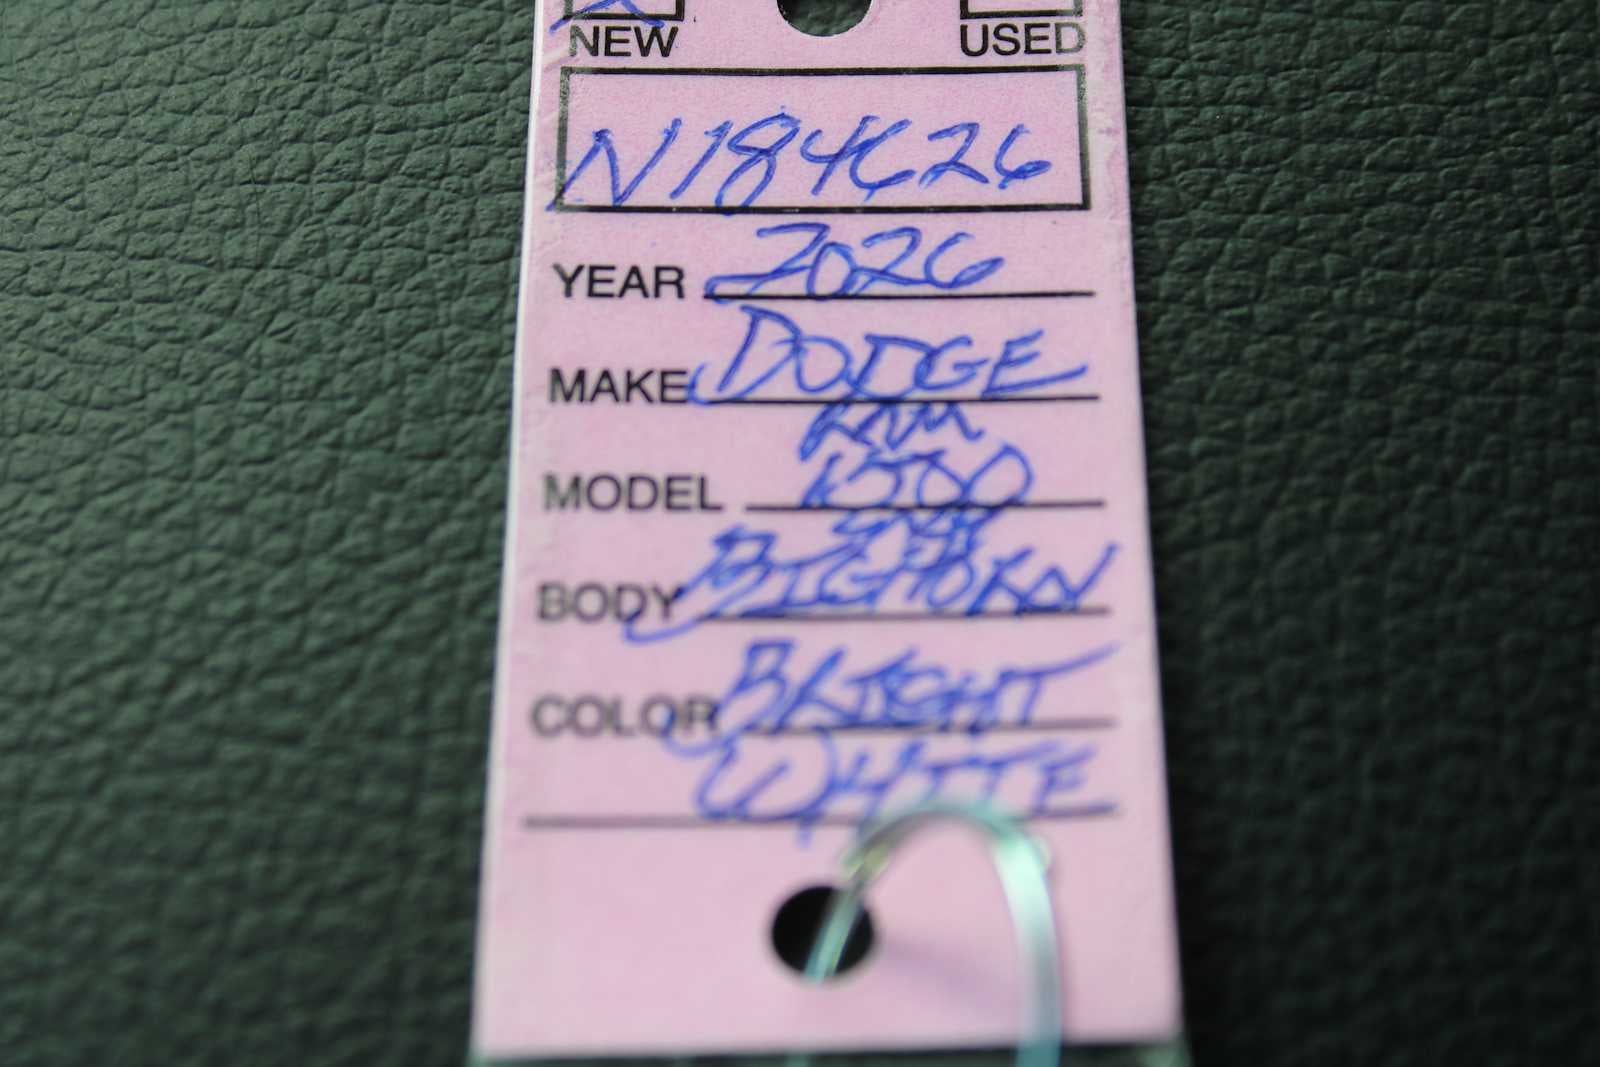 NEW USED
N184626
YEAR 2026
MAKE DODGE
RAM
MODEL 1500
BODY BIGHORN
COLOR BRIGHT
WHITE